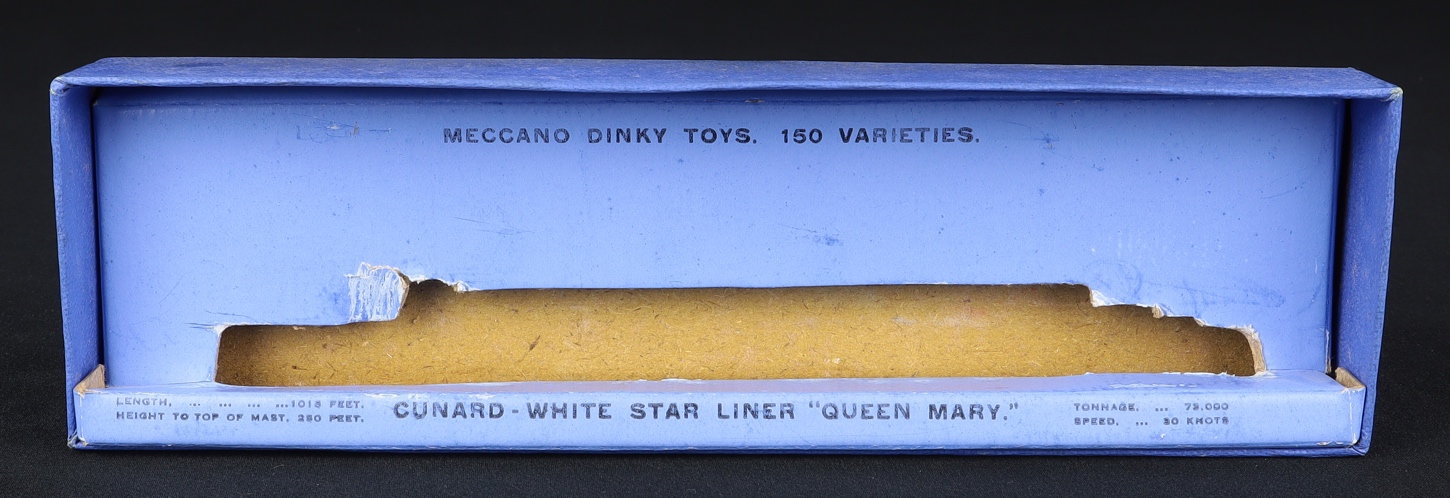 MECCANO DINKY TOYS. 150 VARIETIES.
LENGTH, ... ... ... ...1018 FEET.
HEIGHT TO TOP OF MAST, 250 FEET.
CUNARD-WHITE STAR LINER "QUEEN MARY."
TONNAGE, ... 73,000
SPEED, ... 30 KNOTS